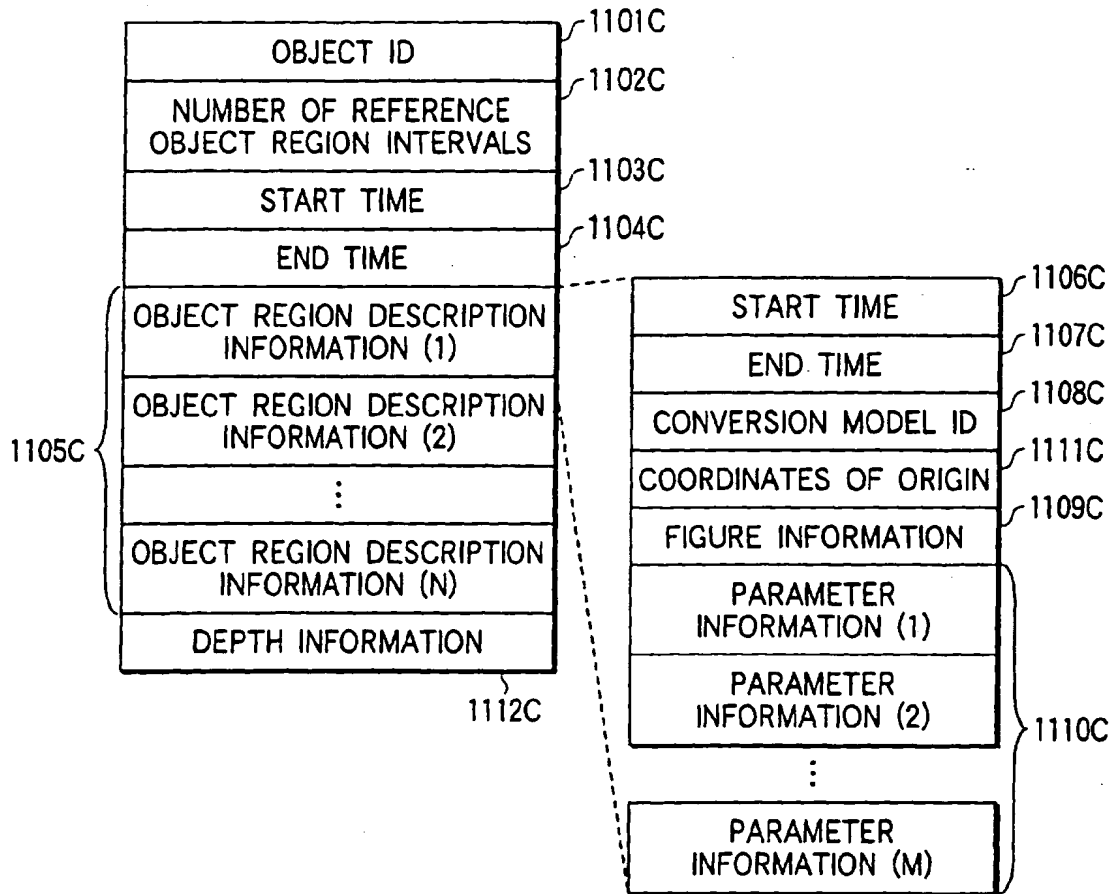 1101C
OBJECT ID
1102C
NUMBER OF REFERENCE
OBJECT REGION INTERVALS
1103C
START TIME
1104C
END TIME
1105C
OBJECT REGION DESCRIPTION
INFORMATION (1)
OBJECT REGION DESCRIPTION
INFORMATION (2)
⋮
OBJECT REGION DESCRIPTION
INFORMATION (N)
DEPTH INFORMATION
1112C
1106C
START TIME
1107C
END TIME
1108C
CONVERSION MODEL ID
1111C
COORDINATES OF ORIGIN
1109C
FIGURE INFORMATION
PARAMETER
INFORMATION (1)
PARAMETER
INFORMATION (2)
1110C
⋮
PARAMETER
INFORMATION (M)